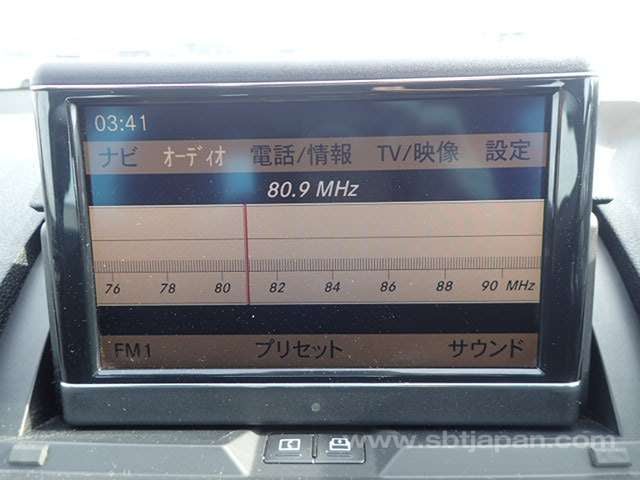 03:41
ナビ オーディオ 電話/情報 TV/映像 設定
80.9 MHz
76 78 80 82 84 86 88 90 MHz
FM1 プリセット サウンド
www.sbtjapan.com